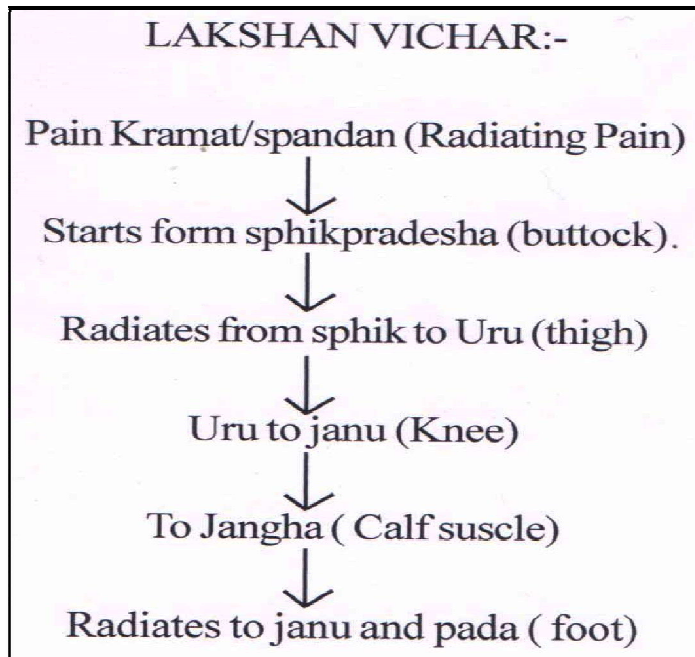 LAKSHAN VICHAR:-
Pain Kramat/spandan (Radiating Pain)
Starts form sphikpradesha (buttock).
Radiates from sphik to Uru (thigh)
Uru to janu (Knee)
To Jangha ( Calf suscle)
Radiates to janu and pada ( foot)